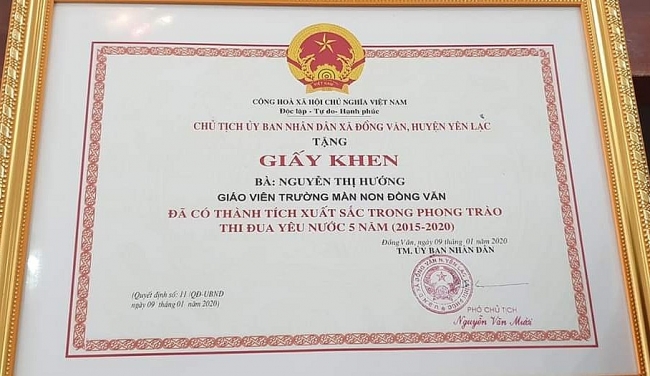 VIỆT NAM
CỘNG HOÀ XÃ HỘI CHỦ NGHĨA VIỆT NAM
Độc lập - Tự do- Hạnh phúc
CHỦ TỊCH ỦY BAN NHÂN DÂN XÃ ĐỒNG VĂN, HUYỆN YÊN LẠC
TẶNG
GIẤY KHEN
BÀ: NGUYỄN THỊ HƯỚNG
GIÁO VIÊN TRƯỜNG MẦN NON ĐỒNG VĂN
ĐÃ CÓ THÀNH TÍCH XUẤT SẮC TRONG PHONG TRÀO
THI ĐUA YÊU NƯỚC 5 NĂM (2015-2020)
Đồng Văn, ngày 09 tháng 01 năm 2020
TM. ỦY BAN NHÂN DÂN
(Quyết định số: 11 /QĐ-UBND
ngày 09 tháng 01 năm 2020)
PHÓ CHỦ TỊCH
Nguyễn Văn Mười